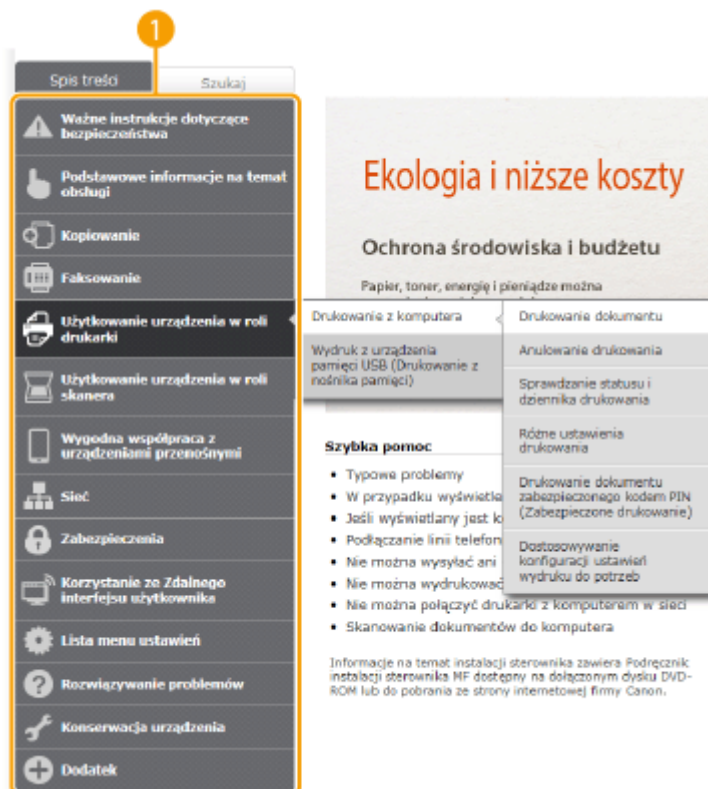 1
Spis treści
Szukaj
Ważne instrukcje dotyczące
bezpieczeństwa
Podstawowe informacje na temat
obsługi
Kopiowanie
Faksowanie
Użytkowanie urządzenia w roli
drukarki
Użytkowanie urządzenia w roli
skanera
Wygodna współpraca z
urządzeniami przenośnymi
Sieć
Zabezpieczenia
Korzystanie ze Zdalnego
interfejsu użytkownika
Lista menu ustawień
Rozwiązywanie problemów
Konserwacja urządzenia
Dodatek
Ekologia i niższe koszty
Ochrona środowiska i budżetu
Papier, toner, energię i pieniądze można
Drukowanie z komputera
Wydruk z urządzenia
pamięci USB (Drukowanie z
nośnika pamięci)
Drukowanie dokumentu
Anulowanie drukowania
Sprawdzanie statusu i
dziennika drukowania
Różne ustawienia
drukowania
Drukowanie dokumentu
zabezpieczonego kodem PIN
(Zabezpieczone drukowanie)
Dostosowywanie
konfiguracji ustawień
wydruku do potrzeb
Szybka pomoc
• Typowe problemy
• W przypadku wyświetle
• Jeśli wyświetlany jest k
• Podłączanie linii telefon
• Nie można wysyłać ani
• Nie można wydrukować
• Nie można połączyć drukarki z komputerem w sieci
• Skanowanie dokumentów do komputera
Informacje na temat instalacji sterownika zawiera Podręcznik
instalacji sterownika MF dostępny na dołączonym dysku DVD-
ROM lub do pobrania ze strony internetowej firmy Canon.